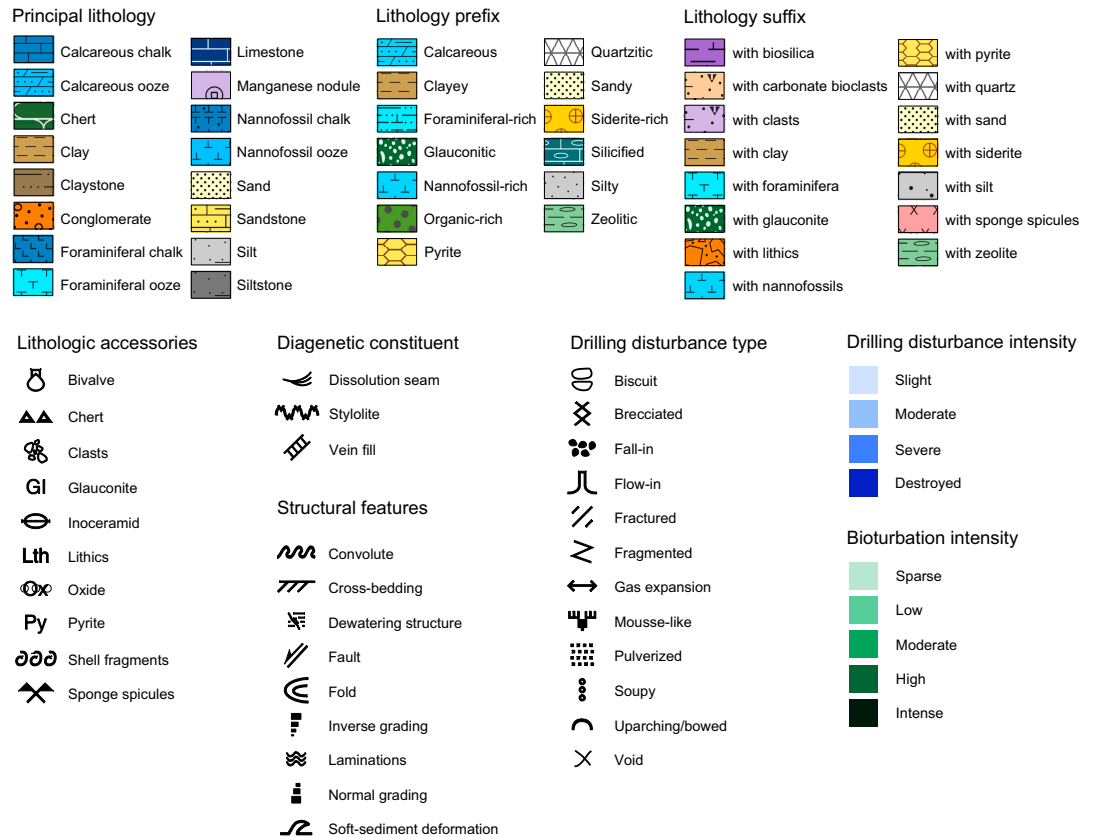 Principal lithology
Calcareous chalk
Calcareous ooze
Chert
Clay
Claystone
Conglomerate
Foraminiferal chalk
Foraminiferal ooze
Limestone
Manganese nodule
Nannofossil chalk
Nannofossil ooze
Sand
Sandstone
Silt
Siltstone
Lithology prefix
Calcareous
Clayey
Foraminiferal-rich
Glauconitic
Nannofossil-rich
Organic-rich
Pyrite
Quartzitic
Sandy
Siderite-rich
Silicified
Silty
Zeolitic
Lithology suffix
with biosilica
with carbonate bioclasts
with clasts
with clay
with foraminifera
with glauconite
with lithics
with nannofossils
with pyrite
with quartz
with sand
with siderite
with silt
with sponge spicules
with zeolite
Lithologic accessories
Bivalve
Chert
Clasts
Gl Glauconite
Inoceramid
Lth Lithics
Ox Oxide
Py Pyrite
Shell fragments
Sponge spicules
Diagenetic constituent
Dissolution seam
Stylolite
Vein fill
Structural features
Convolute
Cross-bedding
Dewatering structure
Fault
Fold
Inverse grading
Laminations
Normal grading
Soft-sediment deformation
Drilling disturbance type
Biscuit
Brecciated
Fall-in
Flow-in
Fractured
Fragmented
Gas expansion
Mousse-like
Pulverized
Soupy
Uparching/bowed
Void
Drilling disturbance intensity
Slight
Moderate
Severe
Destroyed
Bioturbation intensity
Sparse
Low
Moderate
High
Intense